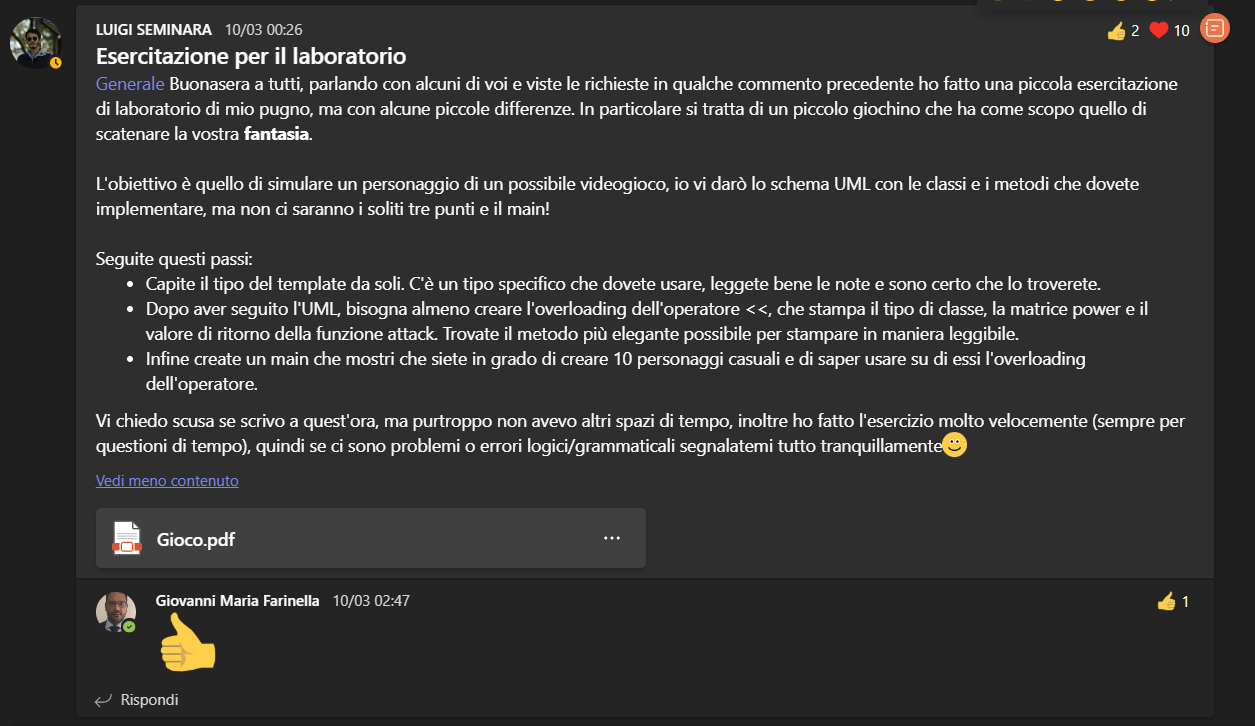 LUIGI SEMINARA 10/03 00:26
2 10
Esercitazione per il laboratorio
Generale Buonasera a tutti, parlando con alcuni di voi e viste le richieste in qualche commento precedente ho fatto una piccola esercitazione
di laboratorio di mio pugno, ma con alcune piccole differenze. In particolare si tratta di un piccolo giochino che ha come scopo quello di
scatenare la vostra fantasia.
L'obiettivo è quello di simulare un personaggio di un possibile videogioco, io vi darò lo schema UML con le classi e i metodi che dovete
implementare, ma non ci saranno i soliti tre punti e il main!
Seguite questi passi:
• Capite il tipo del template da soli. C'è un tipo specifico che dovete usare, leggete bene le note e sono certo che lo troverete.
• Dopo aver seguito l'UML, bisogna almeno creare l'overloading dell'operatore <<, che stampa il tipo di classe, la matrice power e il
valore di ritorno della funzione attack. Trovate il metodo più elegante possibile per stampare in maniera leggibile.
• Infine create un main che mostri che siete in grado di creare 10 personaggi casuali e di saper usare su di essi l'overloading
dell'operatore.
Vi chiedo scusa se scrivo a quest'ora, ma purtroppo non avevo altri spazi di tempo, inoltre ho fatto l'esercizio molto velocemente (sempre per
questioni di tempo), quindi se ci sono problemi o errori logici/grammaticali segnalatemi tutto tranquillamente
Vedi meno contenuto
Gioco.pdf ...
Giovanni Maria Farinella 10/03 02:47
1
Rispondi